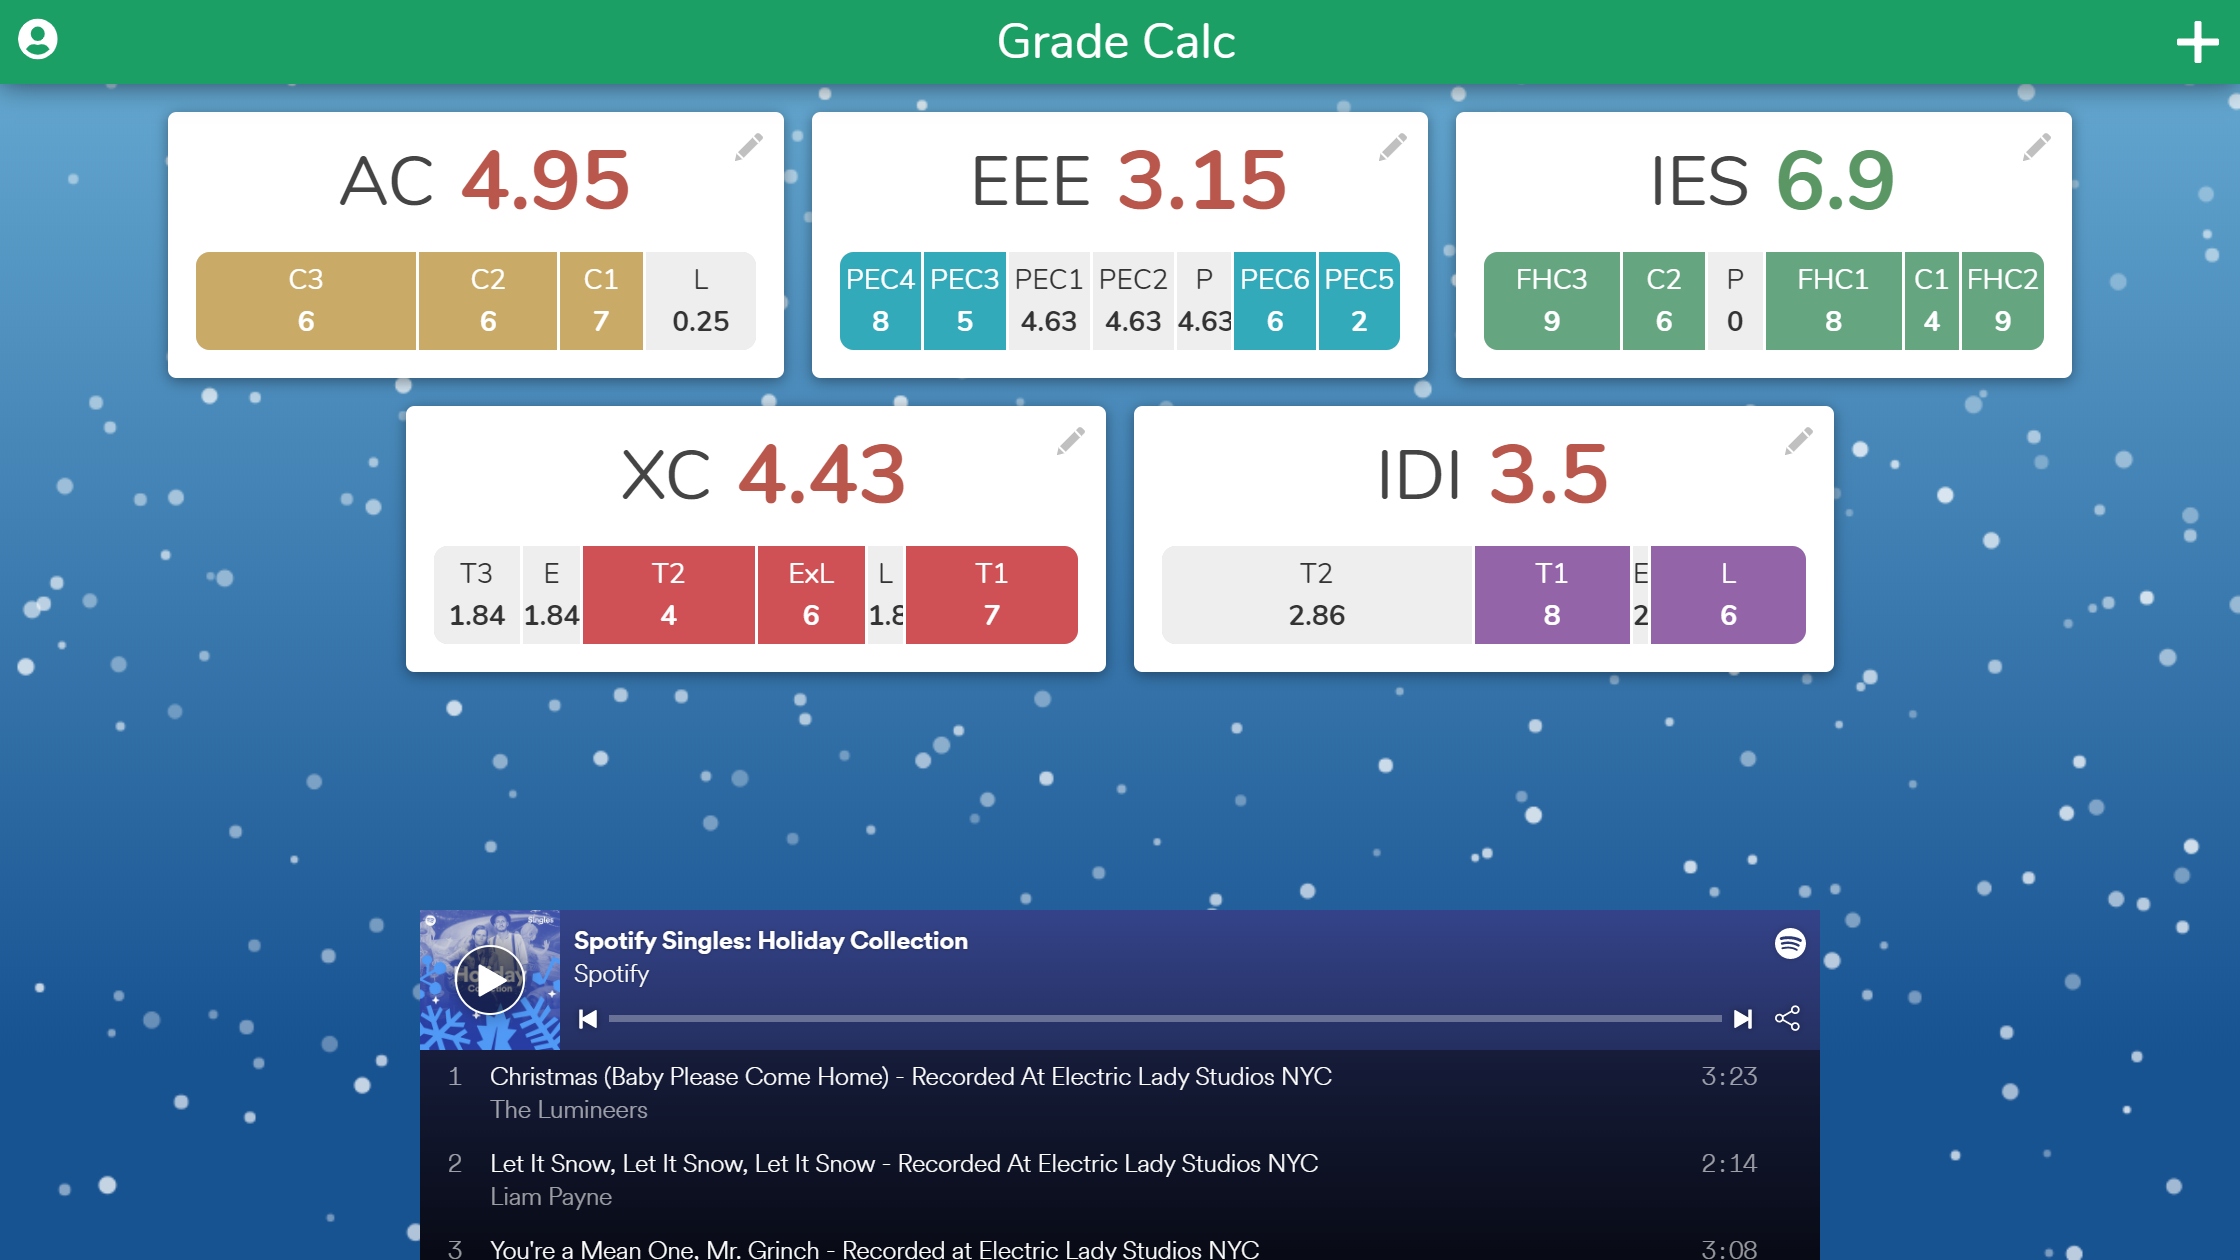 Grade Calc
AC 4.95
C3 C2 C1 L
6 6 7 0.25
EEE 3.15
PEC4 PEC3 PEC1 PEC2 P PEC6 PEC5
8 5 4.63 4.63 4.63 6 2
IES 6.9
FHC3 C2 P FHC1 C1 FHC2
9 6 0 8 4 9
XC 4.43
T3 E T2 ExL L T1
1.84 1.84 4 6 1.8 7
IDI 3.5
T2 T1 E L
2.86 8 2 6
Singles
Holiday
Collection
Spotify Singles: Holiday Collection
Spotify
1 Christmas (Baby Please Come Home) - Recorded At Electric Lady Studios NYC 3:23
The Lumineers
2 Let It Snow, Let It Snow, Let It Snow - Recorded At Electric Lady Studios NYC 2:14
Liam Payne
3 You're a Mean One, Mr. Grinch - Recorded at Electric Lady Studios NYC 3:08